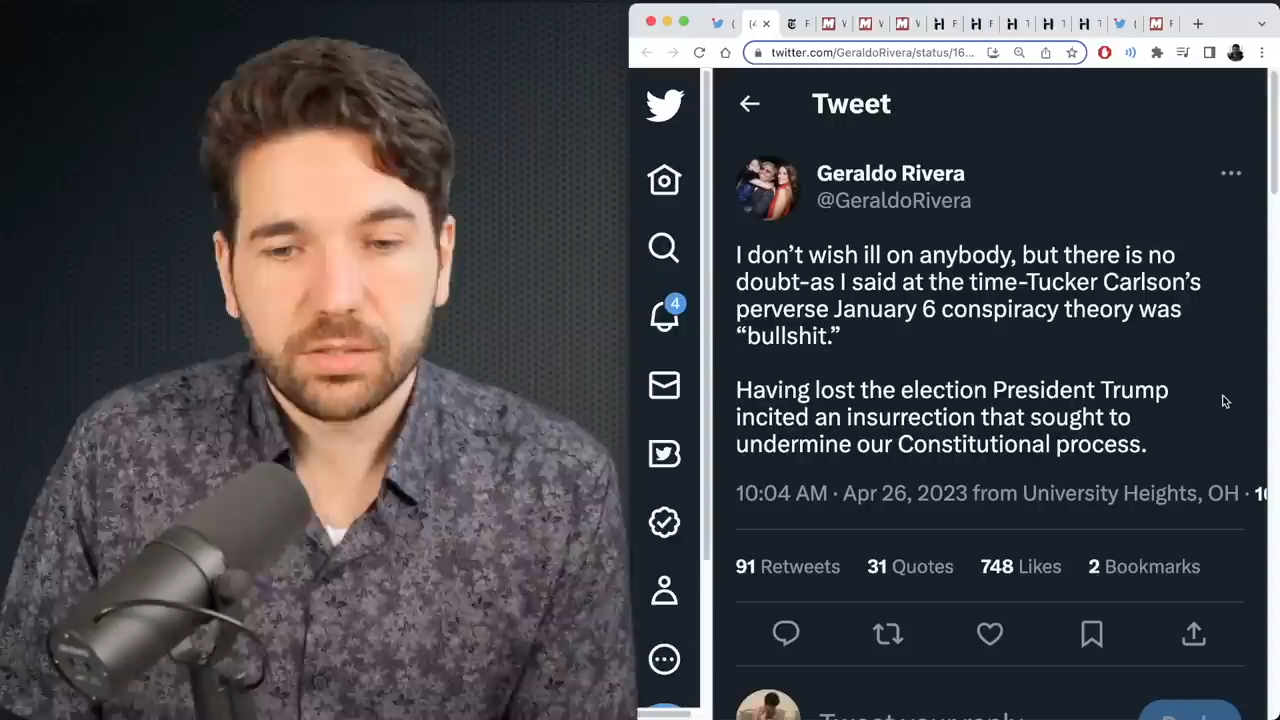 twitter.com/GeraldoRivera/status/16...
Tweet
Geraldo Rivera
@GeraldoRivera
I don’t wish ill on anybody, but there is no
doubt-as I said at the time-Tucker Carlson’s
perverse January 6 conspiracy theory was
“bullshit.”
Having lost the election President Trump
incited an insurrection that sought to
undermine our Constitutional process.
10:04 AM · Apr 26, 2023 from University Heights, OH ·
91 Retweets 31 Quotes 748 Likes 2 Bookmarks
4
Tweet your reply